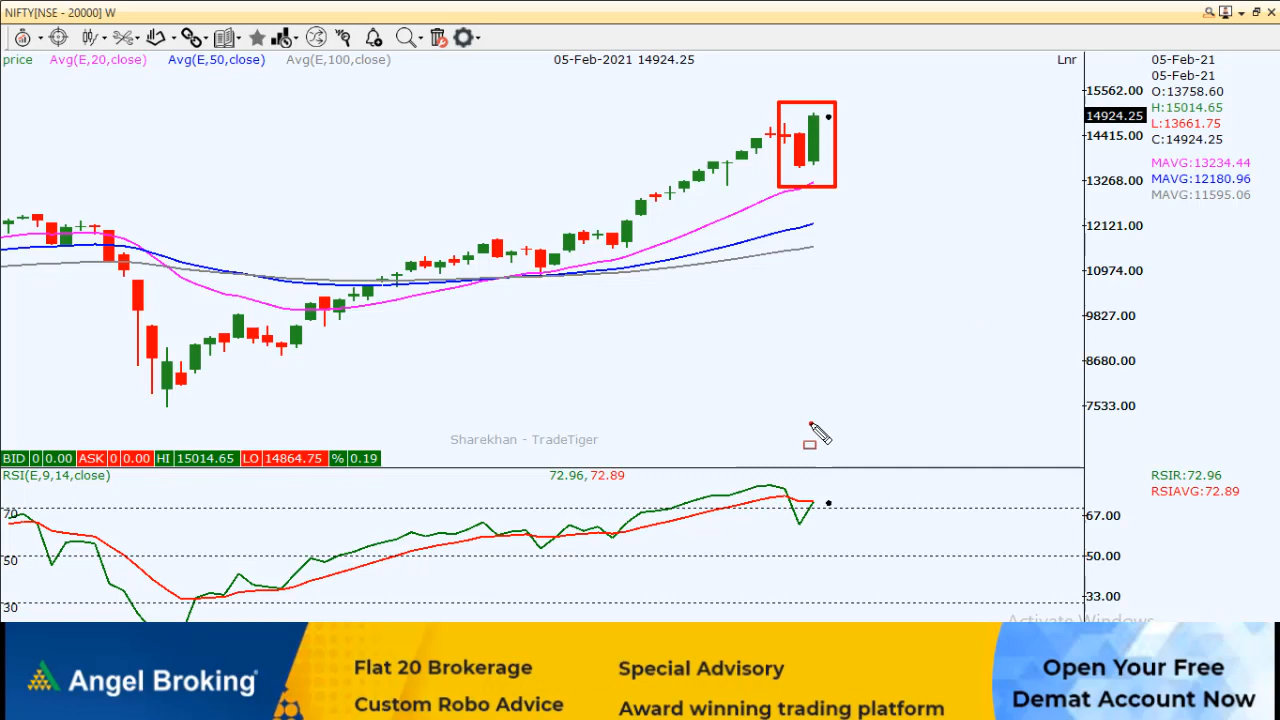 NIFTY[NSE - 20000] W
price Avg(E,20,close) Avg(E,50,close) Avg(E,100,close) 05-Feb-2021 14924.25 Lnr
05-Feb-21
05-Feb-21
O:13758.60
H:15014.65
L:13661.75
C:14924.25
MAVG:13234.44
MAVG:12180.96
MAVG:11595.06
15562.00
14924.25
14415.00
13268.00
12121.00
10974.00
9827.00
8680.00
7533.00
Sharekhan - TradeTiger
BID 0 0.00 ASK 0 0.00 HI 15014.65 LO 14864.75 % 0.19
RSI(E,9,14,close) 72.96, 72.89
RSIR:72.96
RSIAVG:72.89
70
50
30
67.00
50.00
33.00
Activate Windows
Angel Broking
Flat 20 Brokerage
Custom Robo Advice
Special Advisory
Award winning trading platform
Open Your Free
Demat Account Now